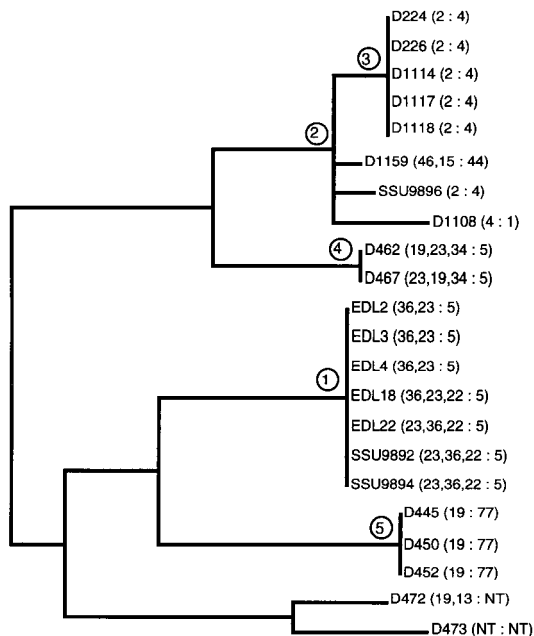 D224 (2 : 4)
D226 (2 : 4)
3
D1114 (2 : 4)
D1117 (2 : 4)
D1118 (2 : 4)
2
D1159 (46,15 : 44)
SSU9896 (2 : 4)
D1108 (4 : 1)
4
D462 (19,23,34 : 5)
D467 (23,19,34 : 5)
EDL2 (36,23 : 5)
EDL3 (36,23 : 5)
EDL4 (36,23 : 5)
1
EDL18 (36,23,22 : 5)
EDL22 (23,36,22 : 5)
SSU9892 (23,36,22 : 5)
SSU9894 (23,36,22 : 5)
D445 (19 : 77)
5
D450 (19 : 77)
D452 (19 : 77)
D472 (19,13 : NT)
D473 (NT : NT)